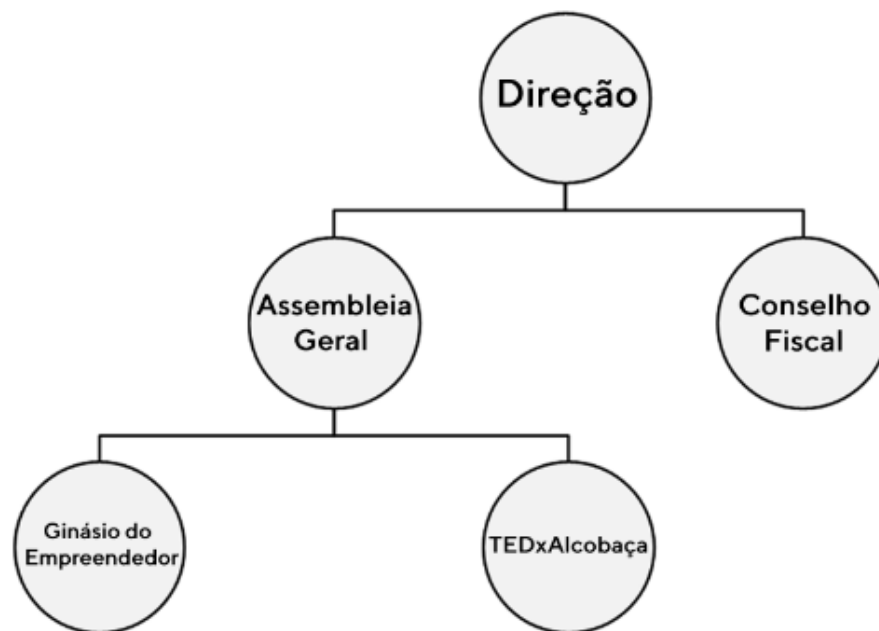 Direção
Assembleia
Geral
Conselho
Fiscal
Ginásio do
Empreendedor
TEDxAlcobaça